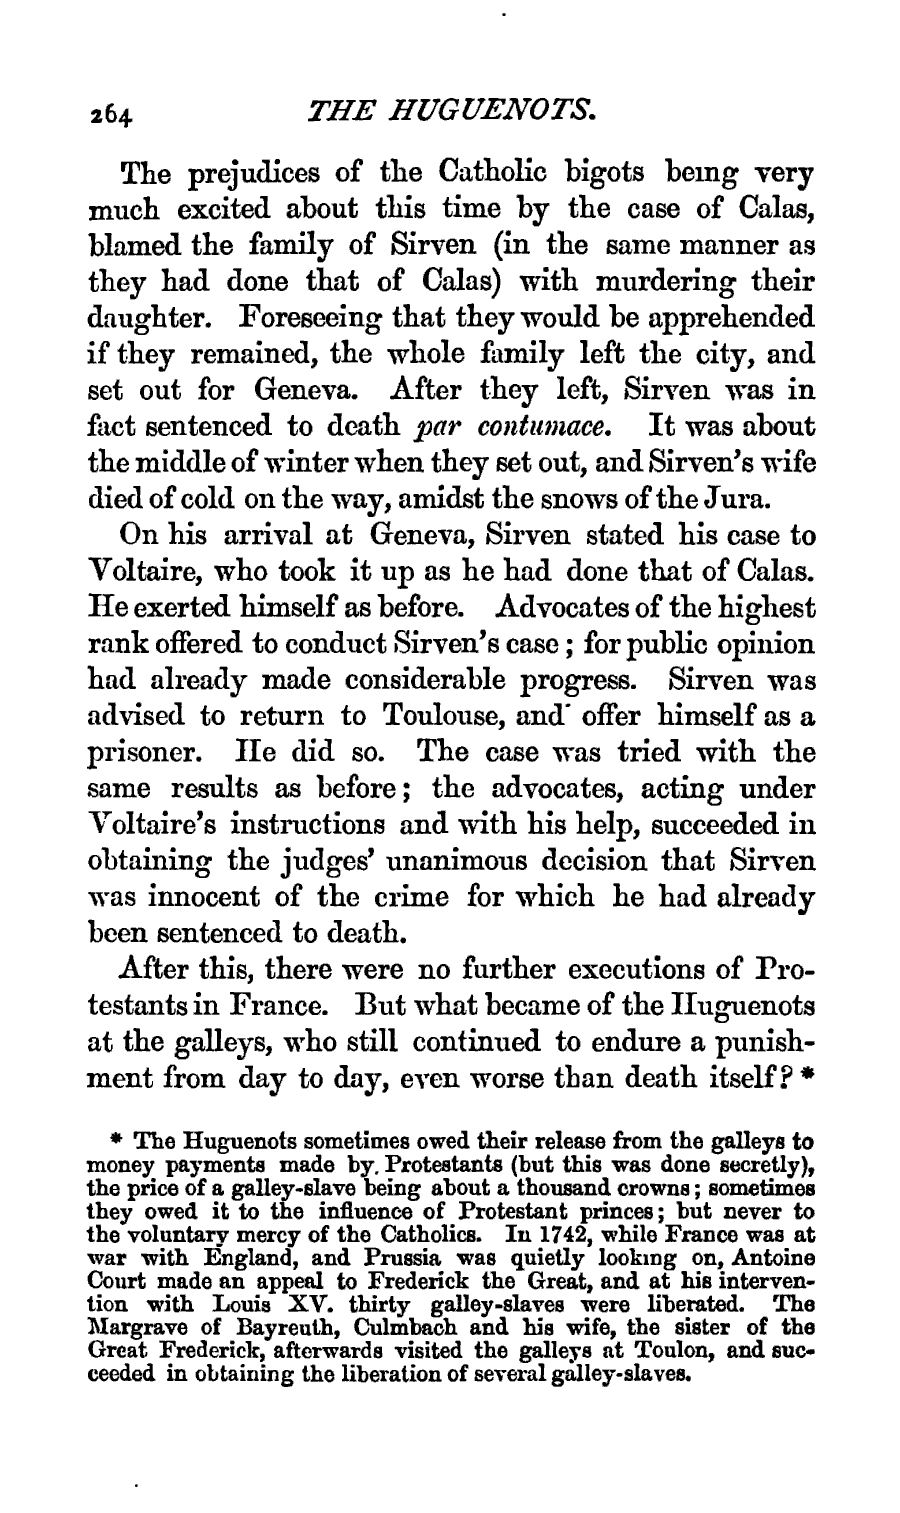 264 THE HUGUENOTS.
The prejudices of the Catholic bigots being very
much excited about this time by the case of Calas,
blamed the family of Sirven (in the same manner as
they had done that of Calas) with murdering their
daughter. Foreseeing that they would be apprehended
if they remained, the whole family left the city, and
set out for Geneva. After they left, Sirven was in
fact sentenced to death par contumace. It was about
the middle of winter when they set out, and Sirven's wife
died of cold on the way, amidst the snows of the Jura.
On his arrival at Geneva, Sirven stated his case to
Voltaire, who took it up as he had done that of Calas.
He exerted himself as before. Advocates of the highest
rank offered to conduct Sirven's case; for public opinion
had already made considerable progress. Sirven was
advised to return to Toulouse, and offer himself as a
prisoner. He did so. The case was tried with the
same results as before; the advocates, acting under
Voltaire's instructions and with his help, succeeded in
obtaining the judges' unanimous decision that Sirven
was innocent of the crime for which he had already
been sentenced to death.
After this, there were no further executions of Pro-
testants in France. But what became of the Huguenots
at the galleys, who still continued to endure a punish-
ment from day to day, even worse than death itself? *
* The Huguenots sometimes owed their release from the galleys to
money payments made by Protestants (but this was done secretly),
the price of a galley-slave being about a thousand crowns; sometimes
they owed it to the influence of Protestant princes; but never to
the voluntary mercy of the Catholics. In 1742, while France was at
war with England, and Prussia was quietly looking on, Antoine
Court made an appeal to Frederick the Great, and at his interven-
tion with Louis XV. thirty galley-slaves were liberated. The
Margrave of Bayreuth, Culmbach and his wife, the sister of the
Great Frederick, afterwards visited the galleys at Toulon, and suc-
ceeded in obtaining the liberation of several galley-slaves.